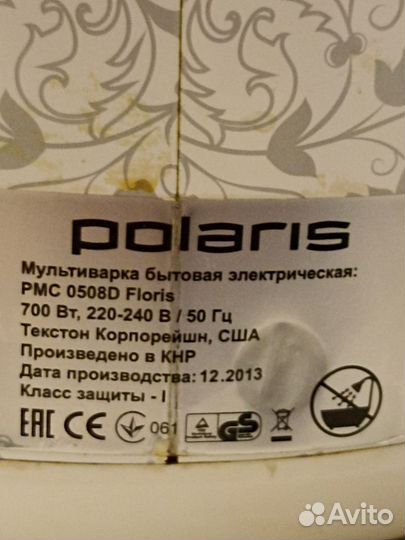 polaris
Мультиварка бытовая электрическая:
PMC 0508D Floris
700 Вт, 220-240 В / 50 Гц
Текстон Корпорейшн, США
Произведено в КНР
Дата производства: 12.2013
Класс защиты - I
EAC CE 061 GS
Avito